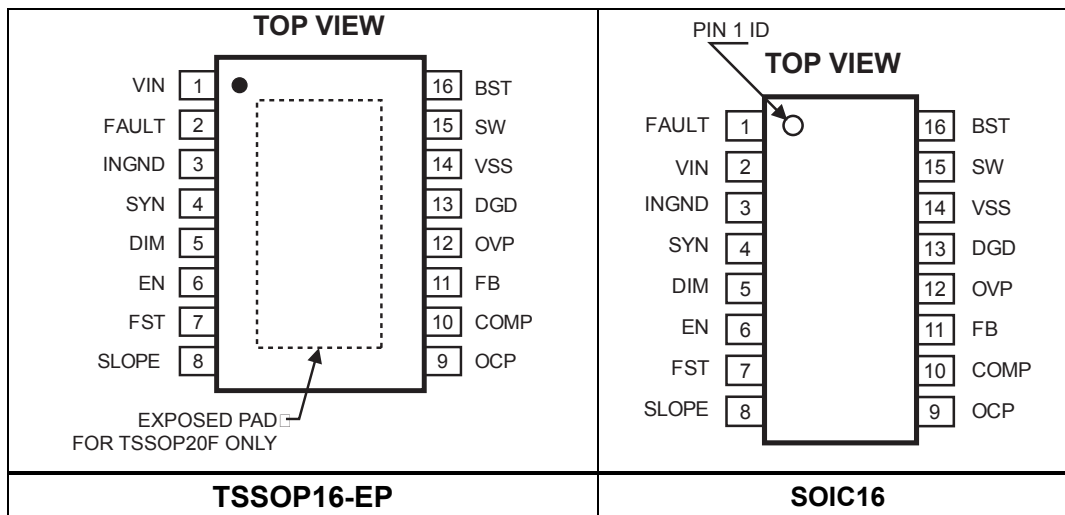 TOP VIEW
VIN 1
FAULT 2
INGND 3
SYN 4
DIM 5
EN 6
FST 7
SLOPE 8
16 BST
15 SW
14 VSS
13 DGD
12 OVP
11 FB
10 COMP
9 OCP
EXPOSED PAD
FOR TSSOP20F ONLY
TSSOP16-EP
PIN 1 ID
TOP VIEW
FAULT 1
VIN 2
INGND 3
SYN 4
DIM 5
EN 6
FST 7
SLOPE 8
16 BST
15 SW
14 VSS
13 DGD
12 OVP
11 FB
10 COMP
9 OCP
SOIC16